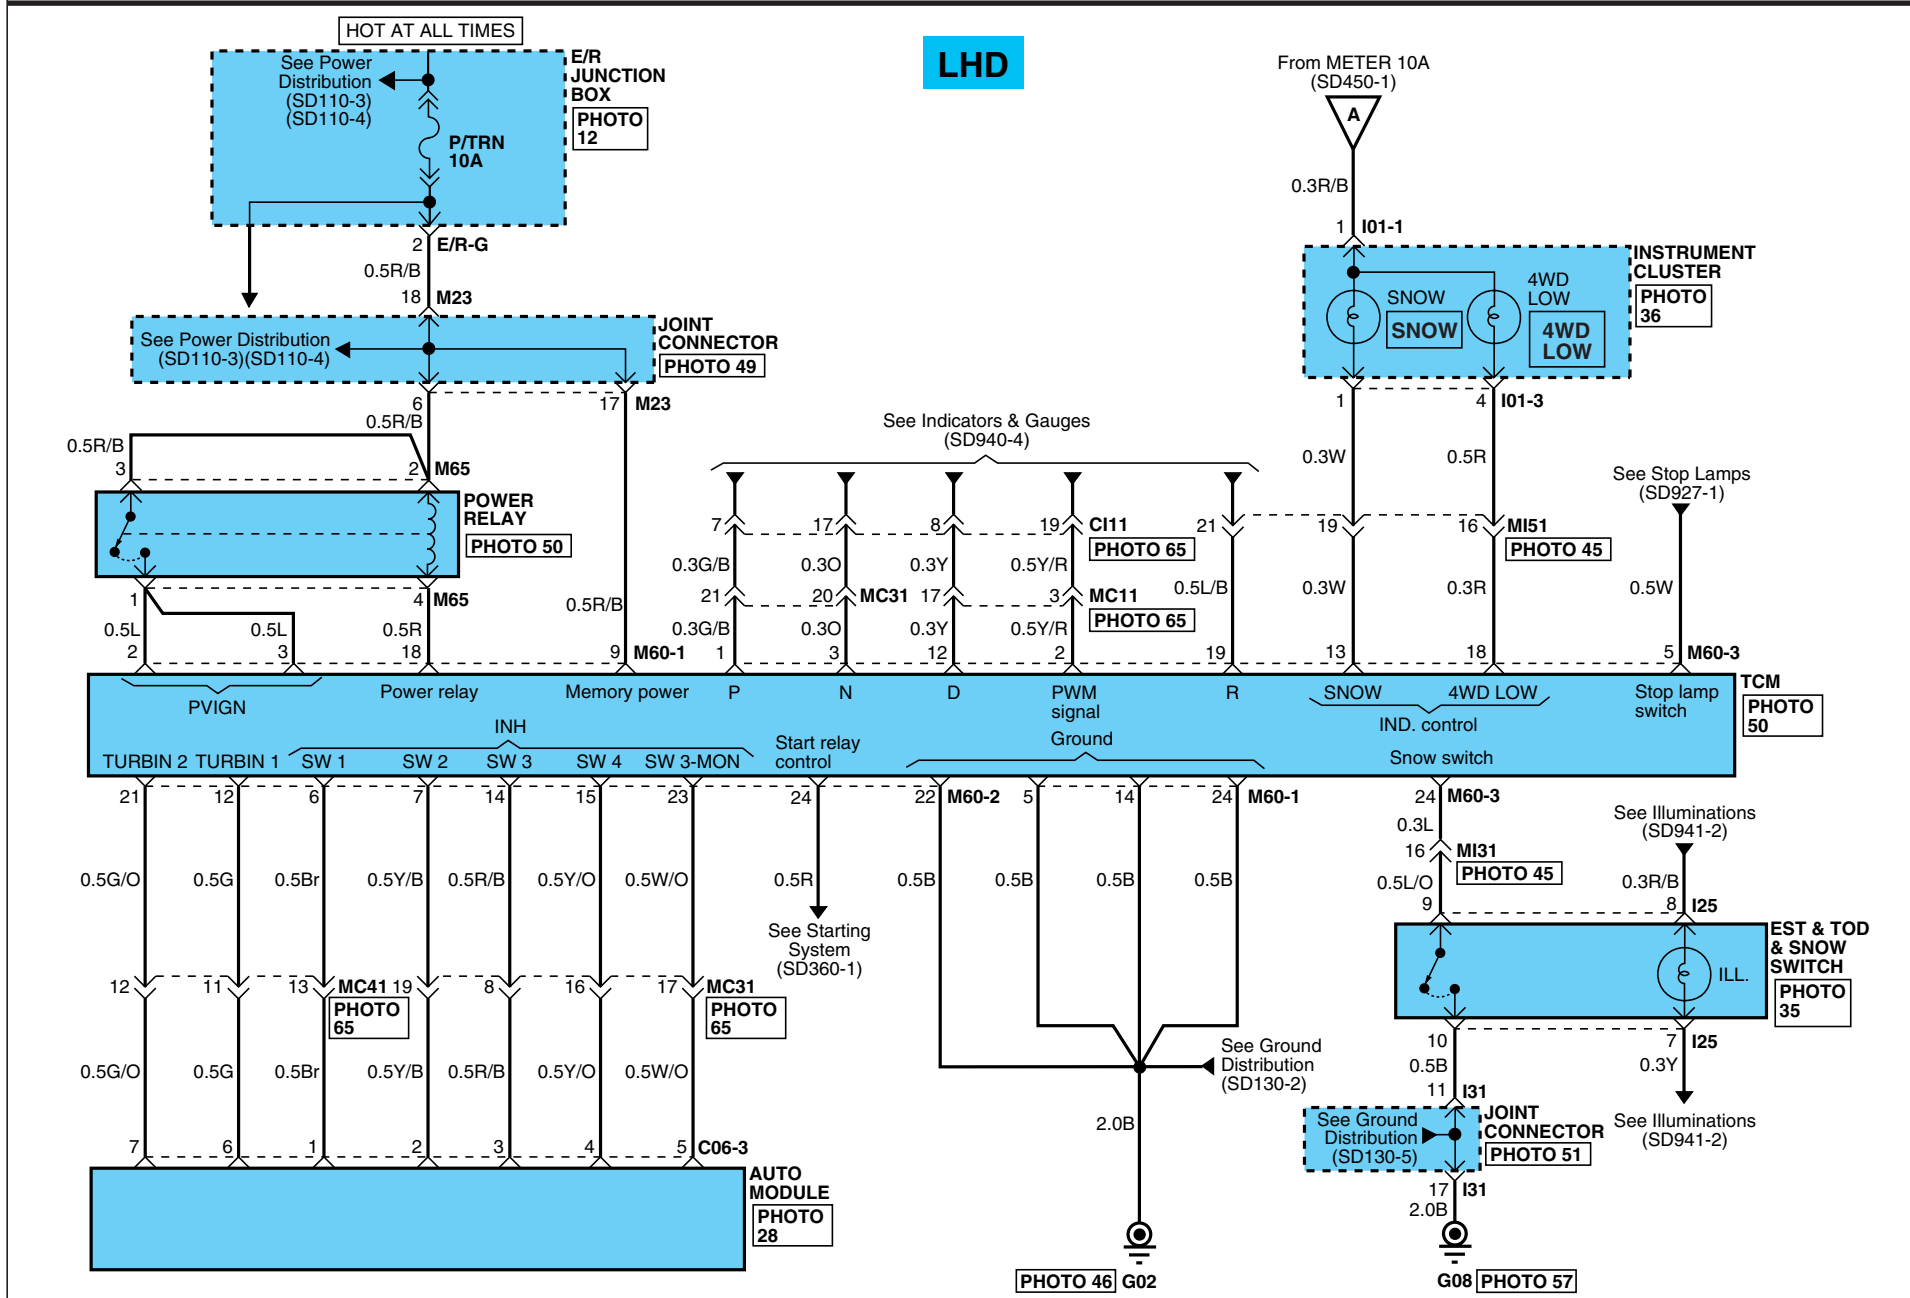 HOT AT ALL TIMES
See Power
Distribution
(SD110-3)
(SD110-4)
P/TRN
10A
E/R
JUNCTION
BOX
PHOTO
12
LHD
From METER 10A
(SD450-1)
A
0.3R/B
1 I01-1
2 E/R-G
0.5R/B
18 M23
See Power Distribution
(SD110-3)(SD110-4)
JOINT
CONNECTOR
PHOTO 49
SNOW
SNOW
4WD
LOW
4WD
LOW
INSTRUMENT
CLUSTER
PHOTO
36
6 17 M23
0.5R/B
0.5R/B
3 2 M65
POWER
RELAY
PHOTO 50
1 4 M65
0.5L 0.5L 0.5R 0.5R/B
2 3 18 9 M60-1
See Indicators & Gauges
(SD940-4)
7 17 8 19 CI11
PHOTO 65
0.3G/B 0.3O 0.3Y 0.5Y/R
21 20 MC31 17 3 MC11
PHOTO 65
0.3G/B 0.3O 0.3Y 0.5Y/R
1 3 12 2
21
0.5L/B
19
1 4 I01-3
0.3W 0.5R
19 16 MI51
PHOTO 45
0.3W 0.3R
13 18
See Stop Lamps
(SD927-1)
0.5W
5 M60-3
PVIGN
Power relay
Memory power
P N D
PWM
signal
R
SNOW 4WD LOW
IND. control
Stop lamp
switch
TCM
PHOTO
50
INH
TURBIN 2 TURBIN 1 SW 1 SW 2 SW 3 SW 4 SW 3-MON
Start relay
control
Ground
Snow switch
21 12 6 7 14 15 23 24 22 M60-2 5 14 24 M60-1 24 M60-3
0.5G/O 0.5G 0.5Br 0.5Y/B 0.5R/B 0.5Y/O 0.5W/O 0.5R 0.5B 0.5B 0.5B 0.5B
See Starting
System
(SD360-1)
12 11 13 MC41 19 8 16 17 MC31
PHOTO
65
PHOTO
65
0.5G/O 0.5G 0.5Br 0.5Y/B 0.5R/B 0.5Y/O 0.5W/O
7 6 1 2 3 4 5 C06-3
AUTO
MODULE
PHOTO
28
See Ground
Distribution
(SD130-2)
2.0B
PHOTO 46 G02
0.3L
16 MI31
PHOTO 45
0.5L/O
9
See Illuminations
(SD941-2)
0.3R/B
8 I25
ILL.
EST & TOD
& SNOW
SWITCH
PHOTO
35
10 7 I25
0.5B 0.3Y
11 I31
See Ground
Distribution
(SD130-5)
JOINT
CONNECTOR
PHOTO 51
See Illuminations
(SD941-2)
17 I31
2.0B
G08 PHOTO 57